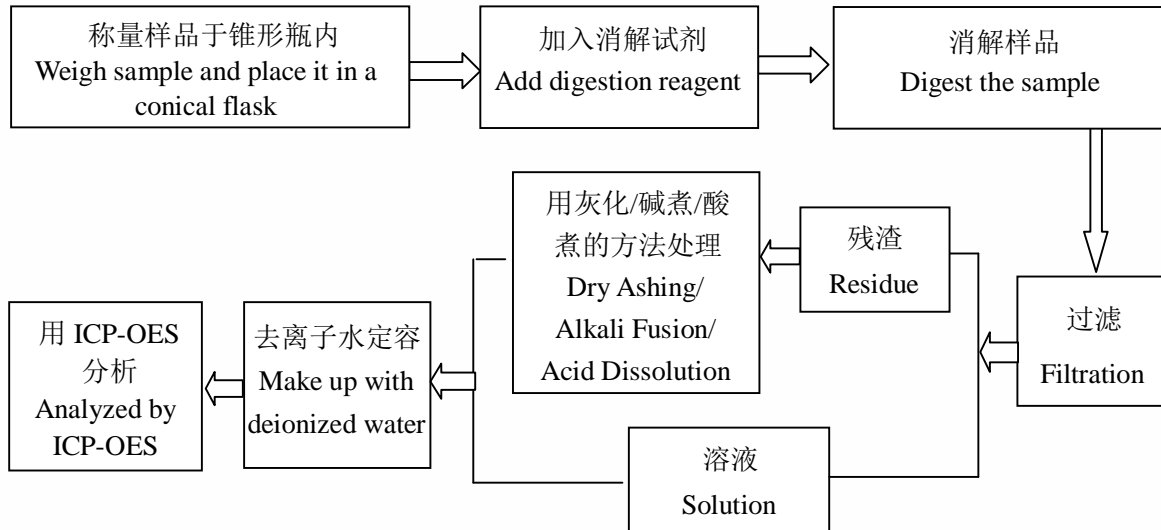 称量样品于锥形瓶内
Weigh sample and place it in a
conical flask
加入消解试剂
Add digestion reagent
消解样品
Digest the sample
过滤
Filtration
残渣
Residue
用灰化/碱煮/酸
煮的方法处理
Dry Ashing/
Alkali Fusion/
Acid Dissolution
溶液
Solution
去离子水定容
Make up with
deionized water
用 ICP-OES
分析
Analyzed by
ICP-OES